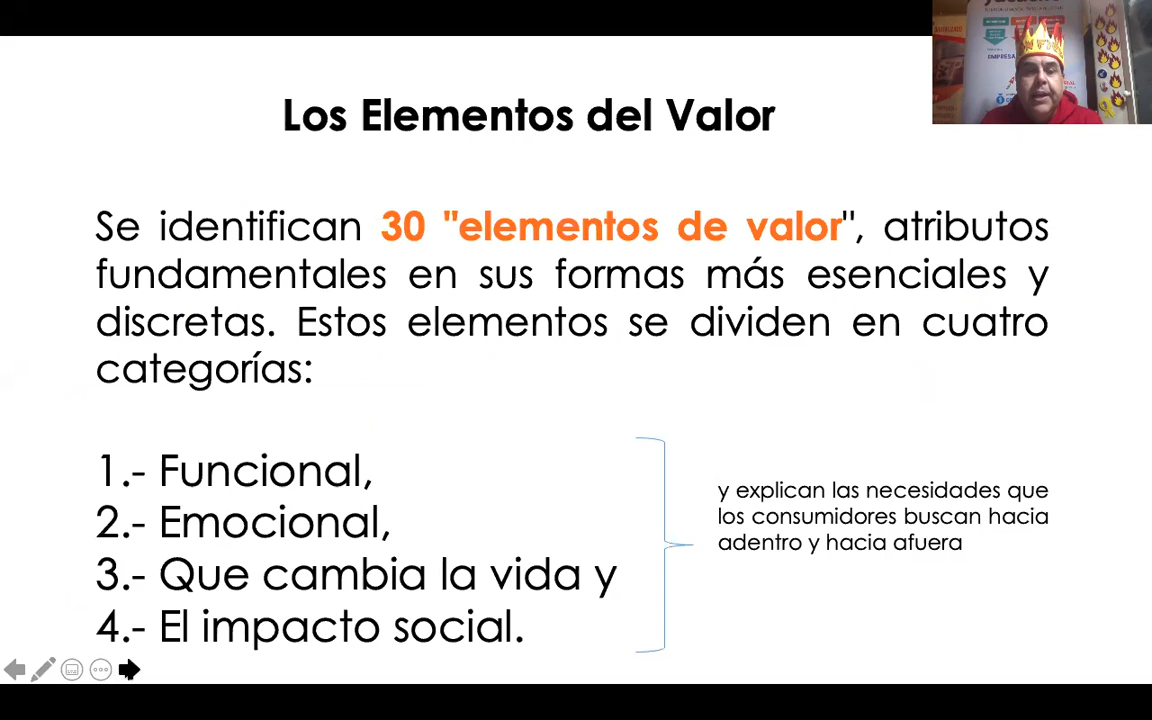 Los Elementos del Valor
Se identifican 30 "elementos de valor", atributos
fundamentales en sus formas más esenciales y
discretas. Estos elementos se dividen en cuatro
categorías:
1.- Funcional,
2.- Emocional,
3.- Que cambia la vida y
4.- El impacto social.
y explican las necesidades que
los consumidores buscan hacia
adentro y hacia afuera
EMPRESA